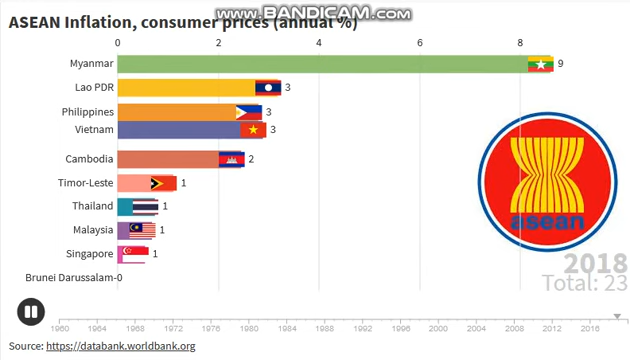 WWW.BANDICAM.COM
ASEAN Inflation, consumer prices (annual %)
0 2 4 6 8
Myanmar 9
Lao PDR 3
Philippines 3
Vietnam 3
Cambodia 2
Timor-Leste 1
Thailand 1
Malaysia 1
Singapore 1
Brunei Darussalam -0
asean
2018
Total: 23
1960 1964 1968 1972 1976 1980 1984 1988 1992 1996 2000 2004 2008 2012 2016
Source: https://databank.worldbank.org